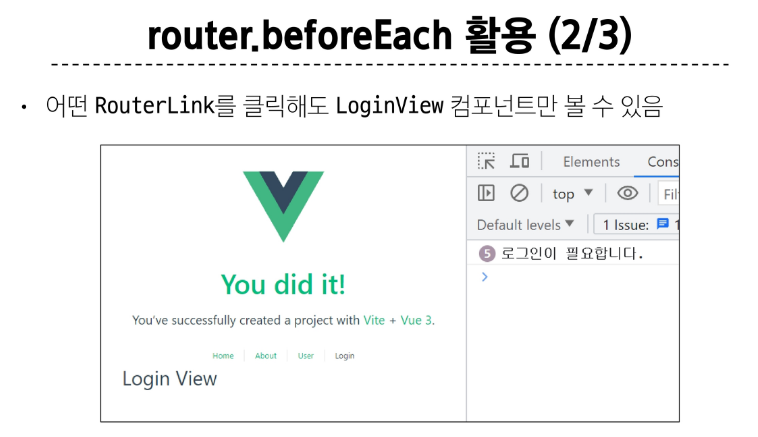 router.beforeEach 활용 (2/3)
• 어떤 RouterLink를 클릭해도 LoginView 컴포넌트만 볼 수 있음
Elements Cons
top
Fil
Default levels 1 Issue: 1
5 로그인이 필요합니다.
You did it!
You've successfully created a project with Vite + Vue 3.
Home About User Login
Login View